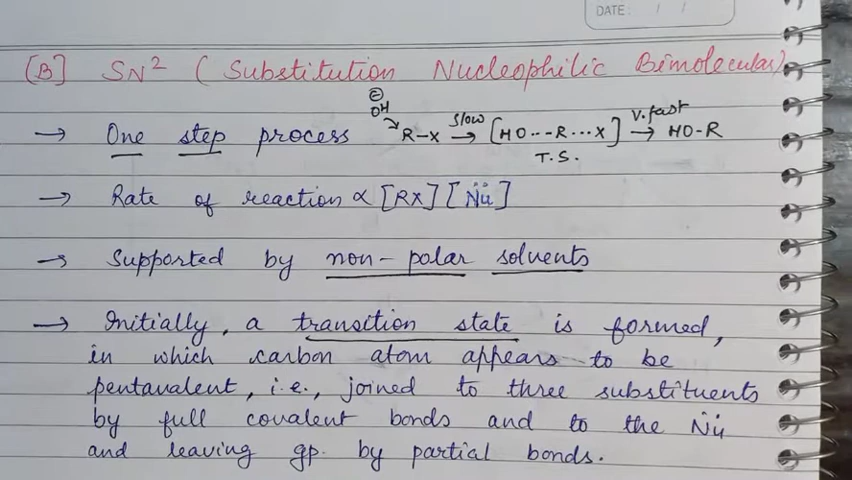 DATE: / /
[B] SN² ( Substitution Nucleophilic Bimolecular)
→ One step process ⊖OH R-X slow→ [HO---R---X] T.S. v.fast→ HO-R
→ Rate of reaction ∝ [RX] [N̈u]
→ Supported by non-polar solvents
→ Initially, a transition state is formed,
in which carbon atom appears to be
pentavalent, i.e., joined to three substituents
by full covalent bonds and to the N̈u
and leaving gp. by partial bonds.